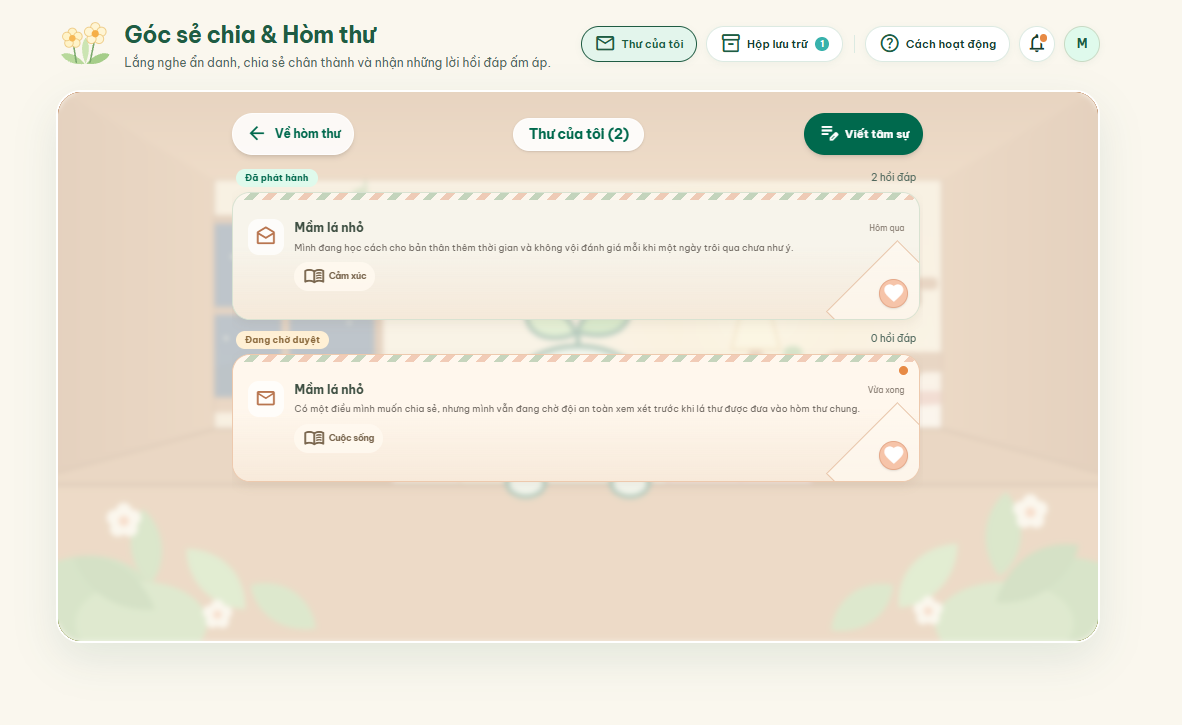 Góc sẻ chia & Hòm thư
Lắng nghe ẩn danh, chia sẻ chân thành và nhận những lời hồi đáp ấm áp.
Thư của tôi
Hộp lưu trữ 1
Cách hoạt động
M
Về hòm thư
Thư của tôi (2)
Viết tâm sự
Đã phát hành
2 hồi đáp
Mầm lá nhỏ
Hôm qua
Mình đang học cách cho bản thân thêm thời gian và không vội đánh giá mỗi khi một ngày trôi qua chưa như ý.
Cảm xúc
Đang chờ duyệt
0 hồi đáp
Mầm lá nhỏ
Vừa xong
Có một điều mình muốn chia sẻ, nhưng mình vẫn đang chờ đội an toàn xem xét trước khi lá thư được đưa vào hòm thư chung.
Cuộc sống